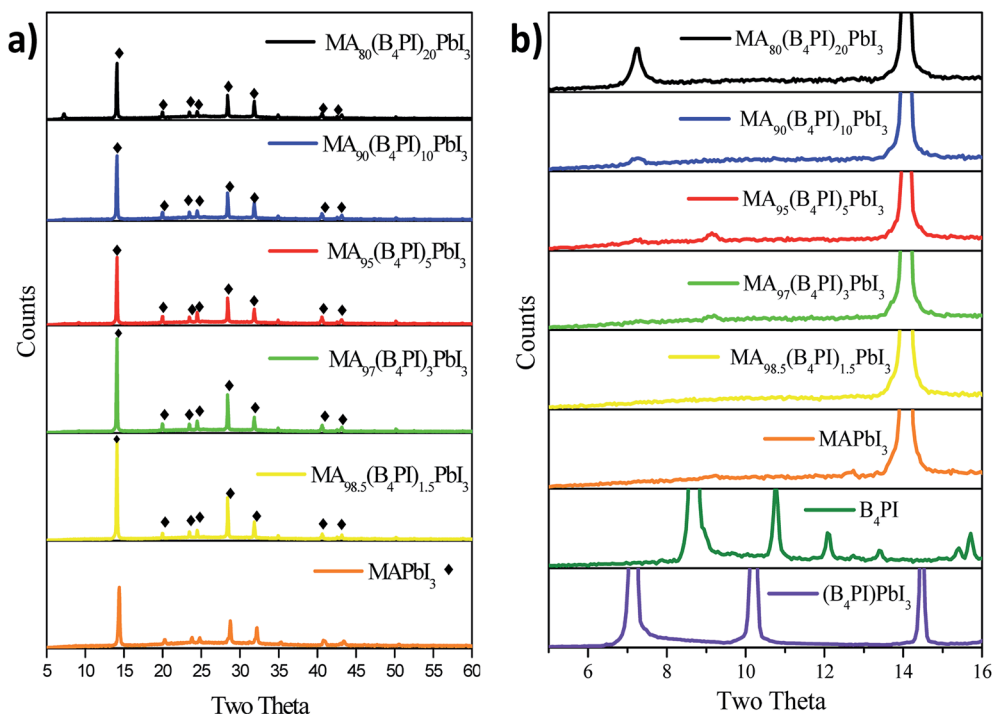 a)
MA₈₀(B₄PI)₂₀PbI₃
MA₉₀(B₄PI)₁₀PbI₃
MA₉₅(B₄PI)₅PbI₃
MA₉₇(B₄PI)₃PbI₃
MA₉₈.₅(B₄PI)₁.₅PbI₃
MAPbI₃
Counts
5 10 15 20 25 30 35 40 45 50 55 60
Two Theta
b)
MA₈₀(B₄PI)₂₀PbI₃
MA₉₀(B₄PI)₁₀PbI₃
MA₉₅(B₄PI)₅PbI₃
MA₉₇(B₄PI)₃PbI₃
MA₉₈.₅(B₄PI)₁.₅PbI₃
MAPbI₃
B₄PI
(B₄PI)PbI₃
Counts
6 8 10 12 14 16
Two Theta